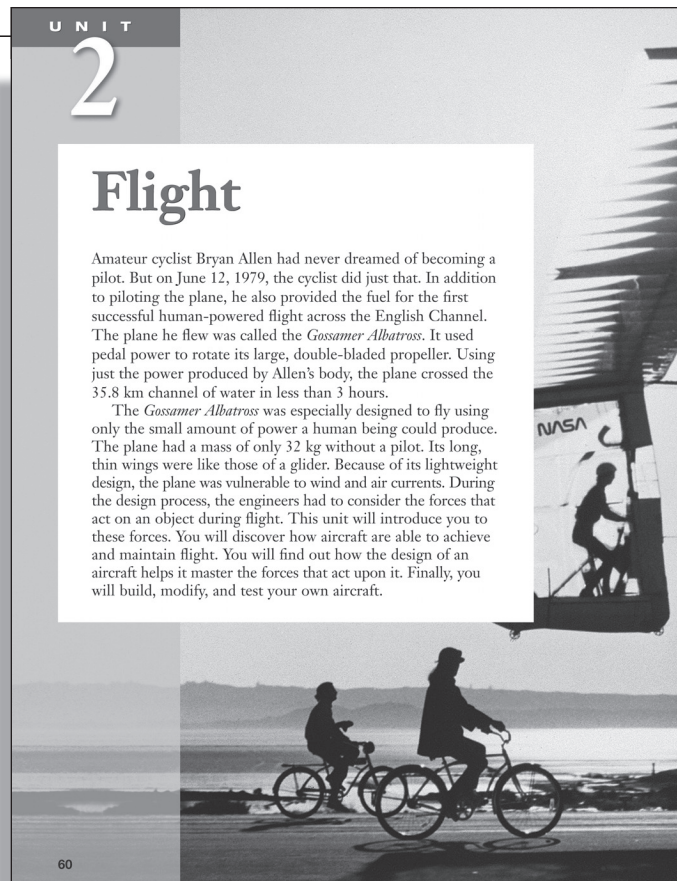 UNIT
2
Flight
Amateur cyclist Bryan Allen had never dreamed of becoming a
pilot. But on June 12, 1979, the cyclist did just that. In addition
to piloting the plane, he also provided the fuel for the first
successful human-powered flight across the English Channel.
The plane he flew was called the Gossamer Albatross. It used
pedal power to rotate its large, double-bladed propeller. Using
just the power produced by Allen's body, the plane crossed the
35.8 km channel of water in less than 3 hours.
The Gossamer Albatross was especially designed to fly using
only the small amount of power a human being could produce.
The plane had a mass of only 32 kg without a pilot. Its long,
thin wings were like those of a glider. Because of its lightweight
design, the plane was vulnerable to wind and air currents. During
the design process, the engineers had to consider the forces that
act on an object during flight. This unit will introduce you to
these forces. You will discover how aircraft are able to achieve
and maintain flight. You will find out how the design of an
aircraft helps it master the forces that act upon it. Finally, you
will build, modify, and test your own aircraft.
NASA
60